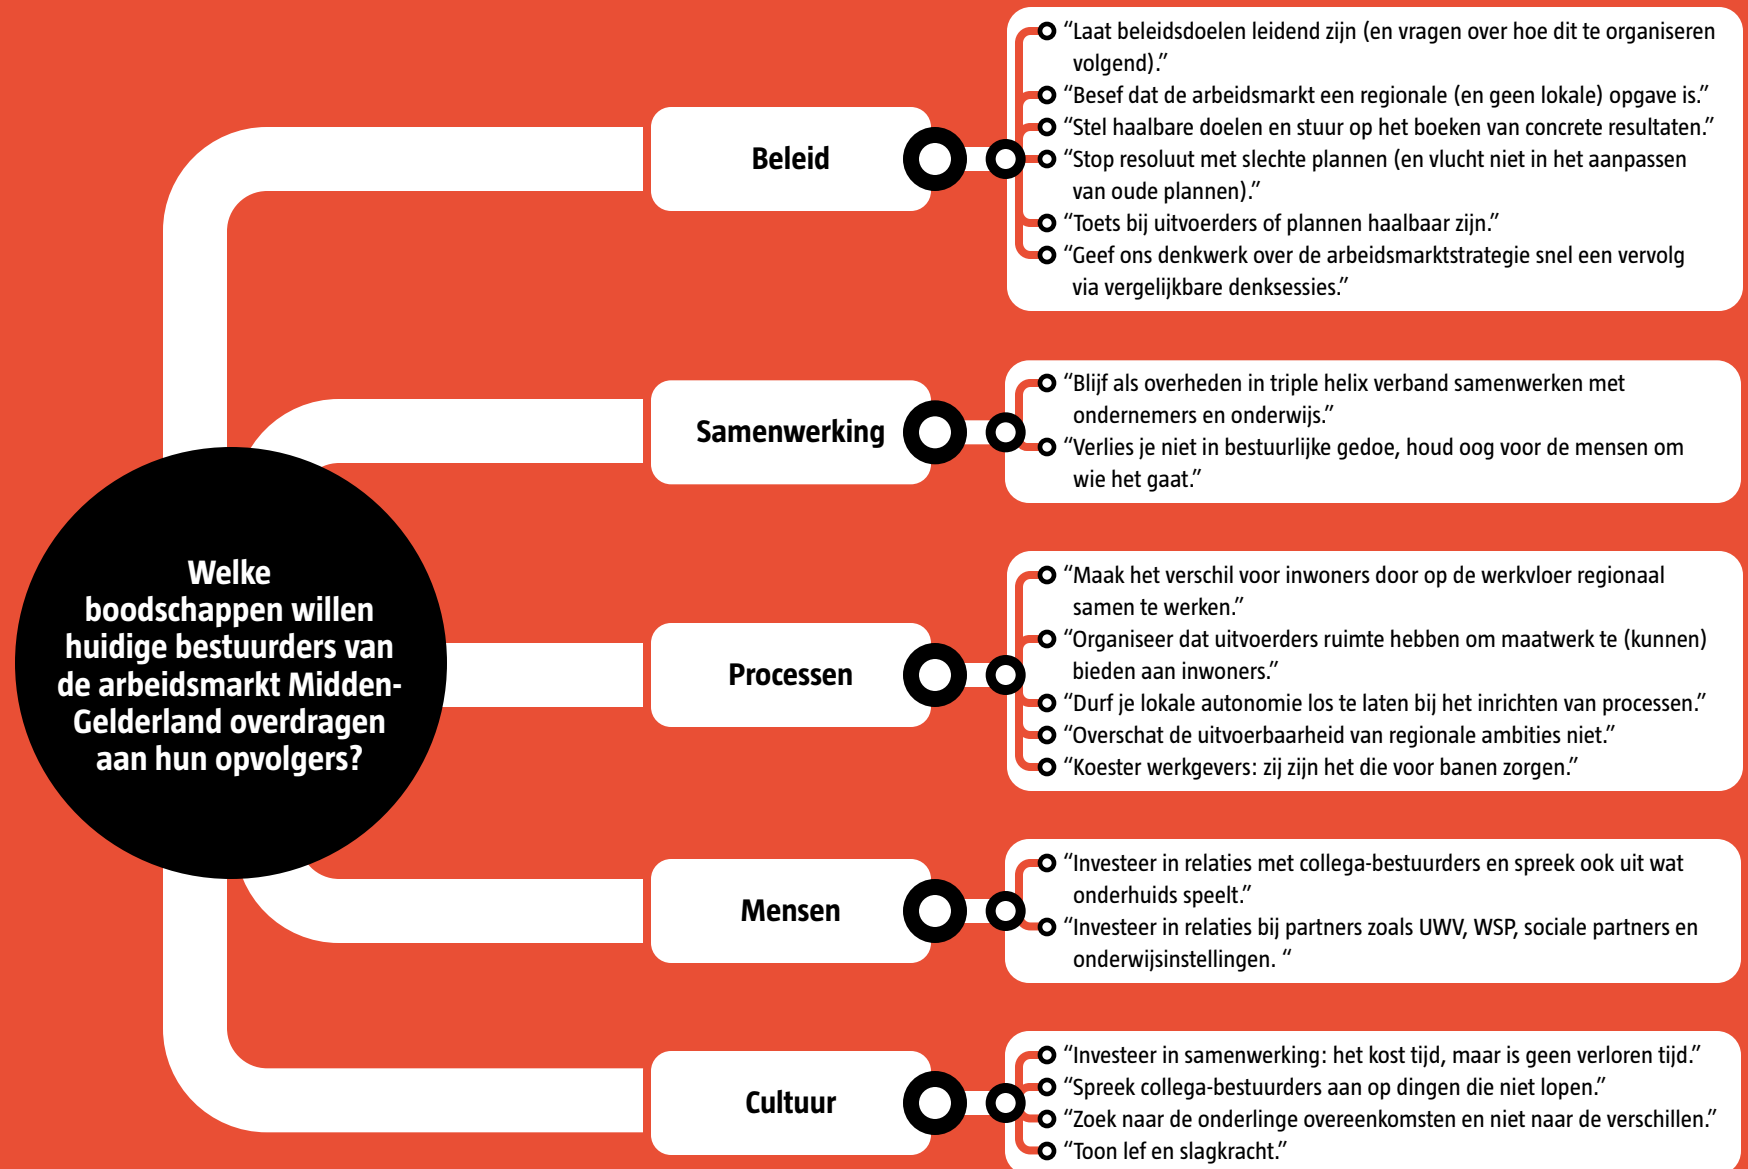 Welke
boodschappen willen
huidige bestuurders van
de arbeidsmarkt Midden-
Gelderland overdragen
aan hun opvolgers?
Beleid
“Laat beleidsdoelen leidend zijn (en vragen over hoe dit te organiseren
volgend).”
“Besef dat de arbeidsmarkt een regionale (en geen lokale) opgave is.”
“Stel haalbare doelen en stuur op het boeken van concrete resultaten.”
“Stop resoluut met slechte plannen (en vlucht niet in het aanpassen
van oude plannen).”
“Toets bij uitvoerders of plannen haalbaar zijn.”
“Geef ons denkwerk over de arbeidsmarktstrategie snel een vervolg
via vergelijkbare denksessies.”
Samenwerking
“Blijf als overheden in triple helix verband samenwerken met
ondernemers en onderwijs.”
“Verlies je niet in bestuurlijke gedoe, houd oog voor de mensen om
wie het gaat.”
Processen
“Maak het verschil voor inwoners door op de werkvloer regionaal
samen te werken.”
“Organiseer dat uitvoerders ruimte hebben om maatwerk te (kunnen)
bieden aan inwoners.”
“Durf je lokale autonomie los te laten bij het inrichten van processen.”
“Overschat de uitvoerbaarheid van regionale ambities niet.”
“Koester werkgevers: zij zijn het die voor banen zorgen.”
Mensen
“Investeer in relaties met collega-bestuurders en spreek ook uit wat
onderhuids speelt.”
“Investeer in relaties bij partners zoals UWV, WSP, sociale partners en
onderwijsinstellingen. “
Cultuur
“Investeer in samenwerking: het kost tijd, maar is geen verloren tijd.”
“Spreek collega-bestuurders aan op dingen die niet lopen.”
“Zoek naar de onderlinge overeenkomsten en niet naar de verschillen.”
“Toon lef en slagkracht.”